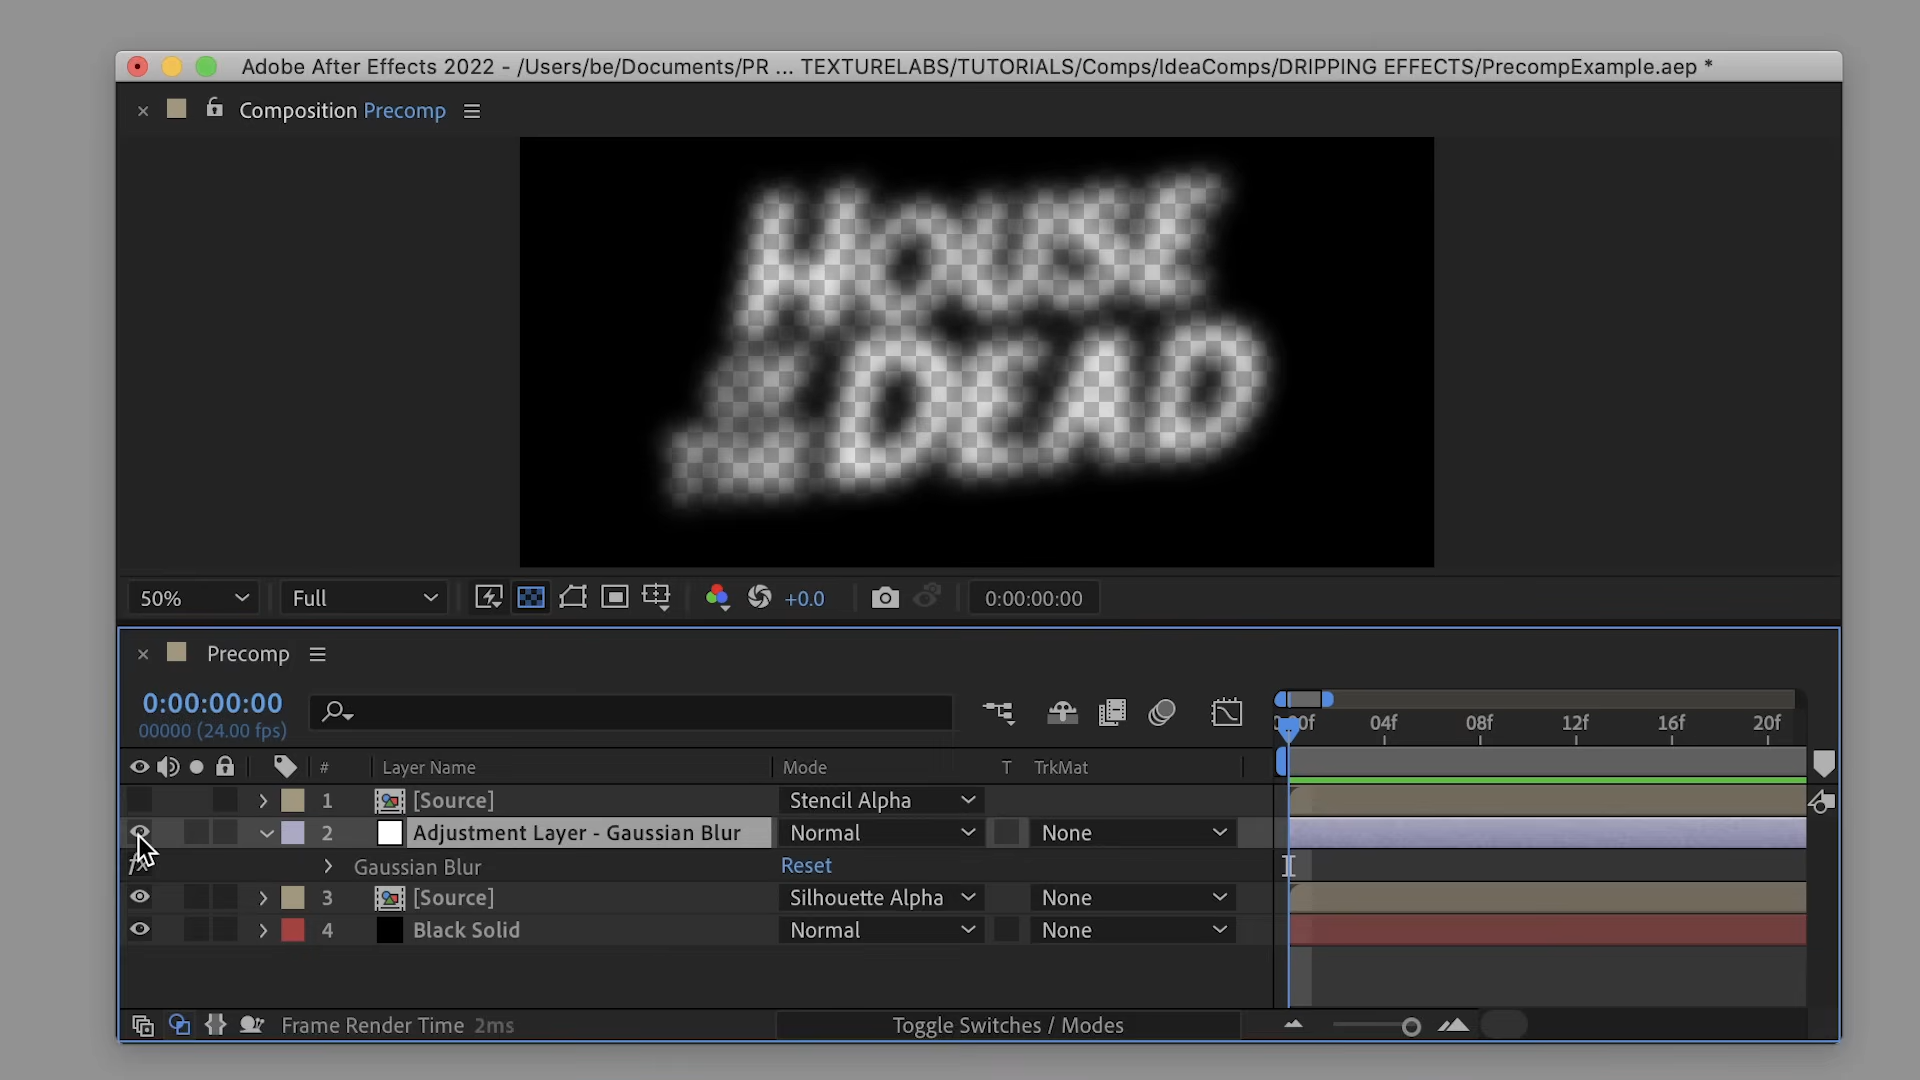 Adobe After Effects 2022 - /Users/be/Documents/PR ... TEXTURELABS/TUTORIALS/Comps/IdeaComps/DRIPPING EFFECTS/PrecompExample.aep *
Composition Precomp
HOUSE
DEAD
50% Full +0.0 0:00:00:00
Precomp
0:00:00:00
00000 (24.00 fps)
04f 08f 12f 16f 20f
# Layer Name Mode T TrkMat
1 [Source] Stencil Alpha
2 Adjustment Layer - Gaussian Blur Normal None
fx Gaussian Blur Reset
3 [Source] Silhouette Alpha None
4 Black Solid Normal None
Frame Render Time 2ms Toggle Switches / Modes